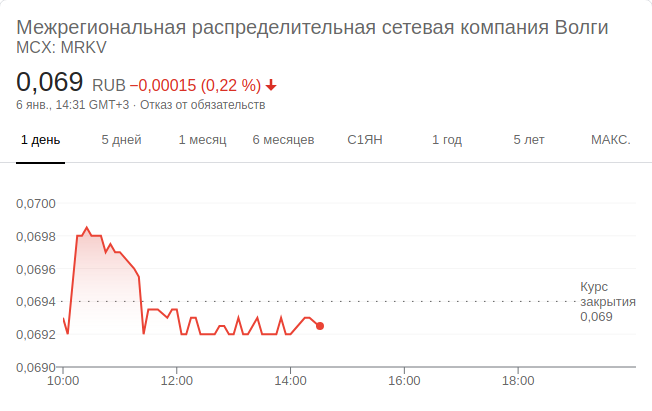 Межрегиональная распределительная сетевая компания Волги
MCX: MRKV
0,069 RUB −0,00015 (0,22 %)
6 янв., 14:31 GMT+3 · Отказ от обязательств
1 день 5 дней 1 месяц 6 месяцев С1ЯН 1 год 5 лет МАКС.
0,0700
0,0698
0,0696
0,0694
0,0692
0,0690
Курс
закрытия
0,069
10:00 12:00 14:00 16:00 18:00